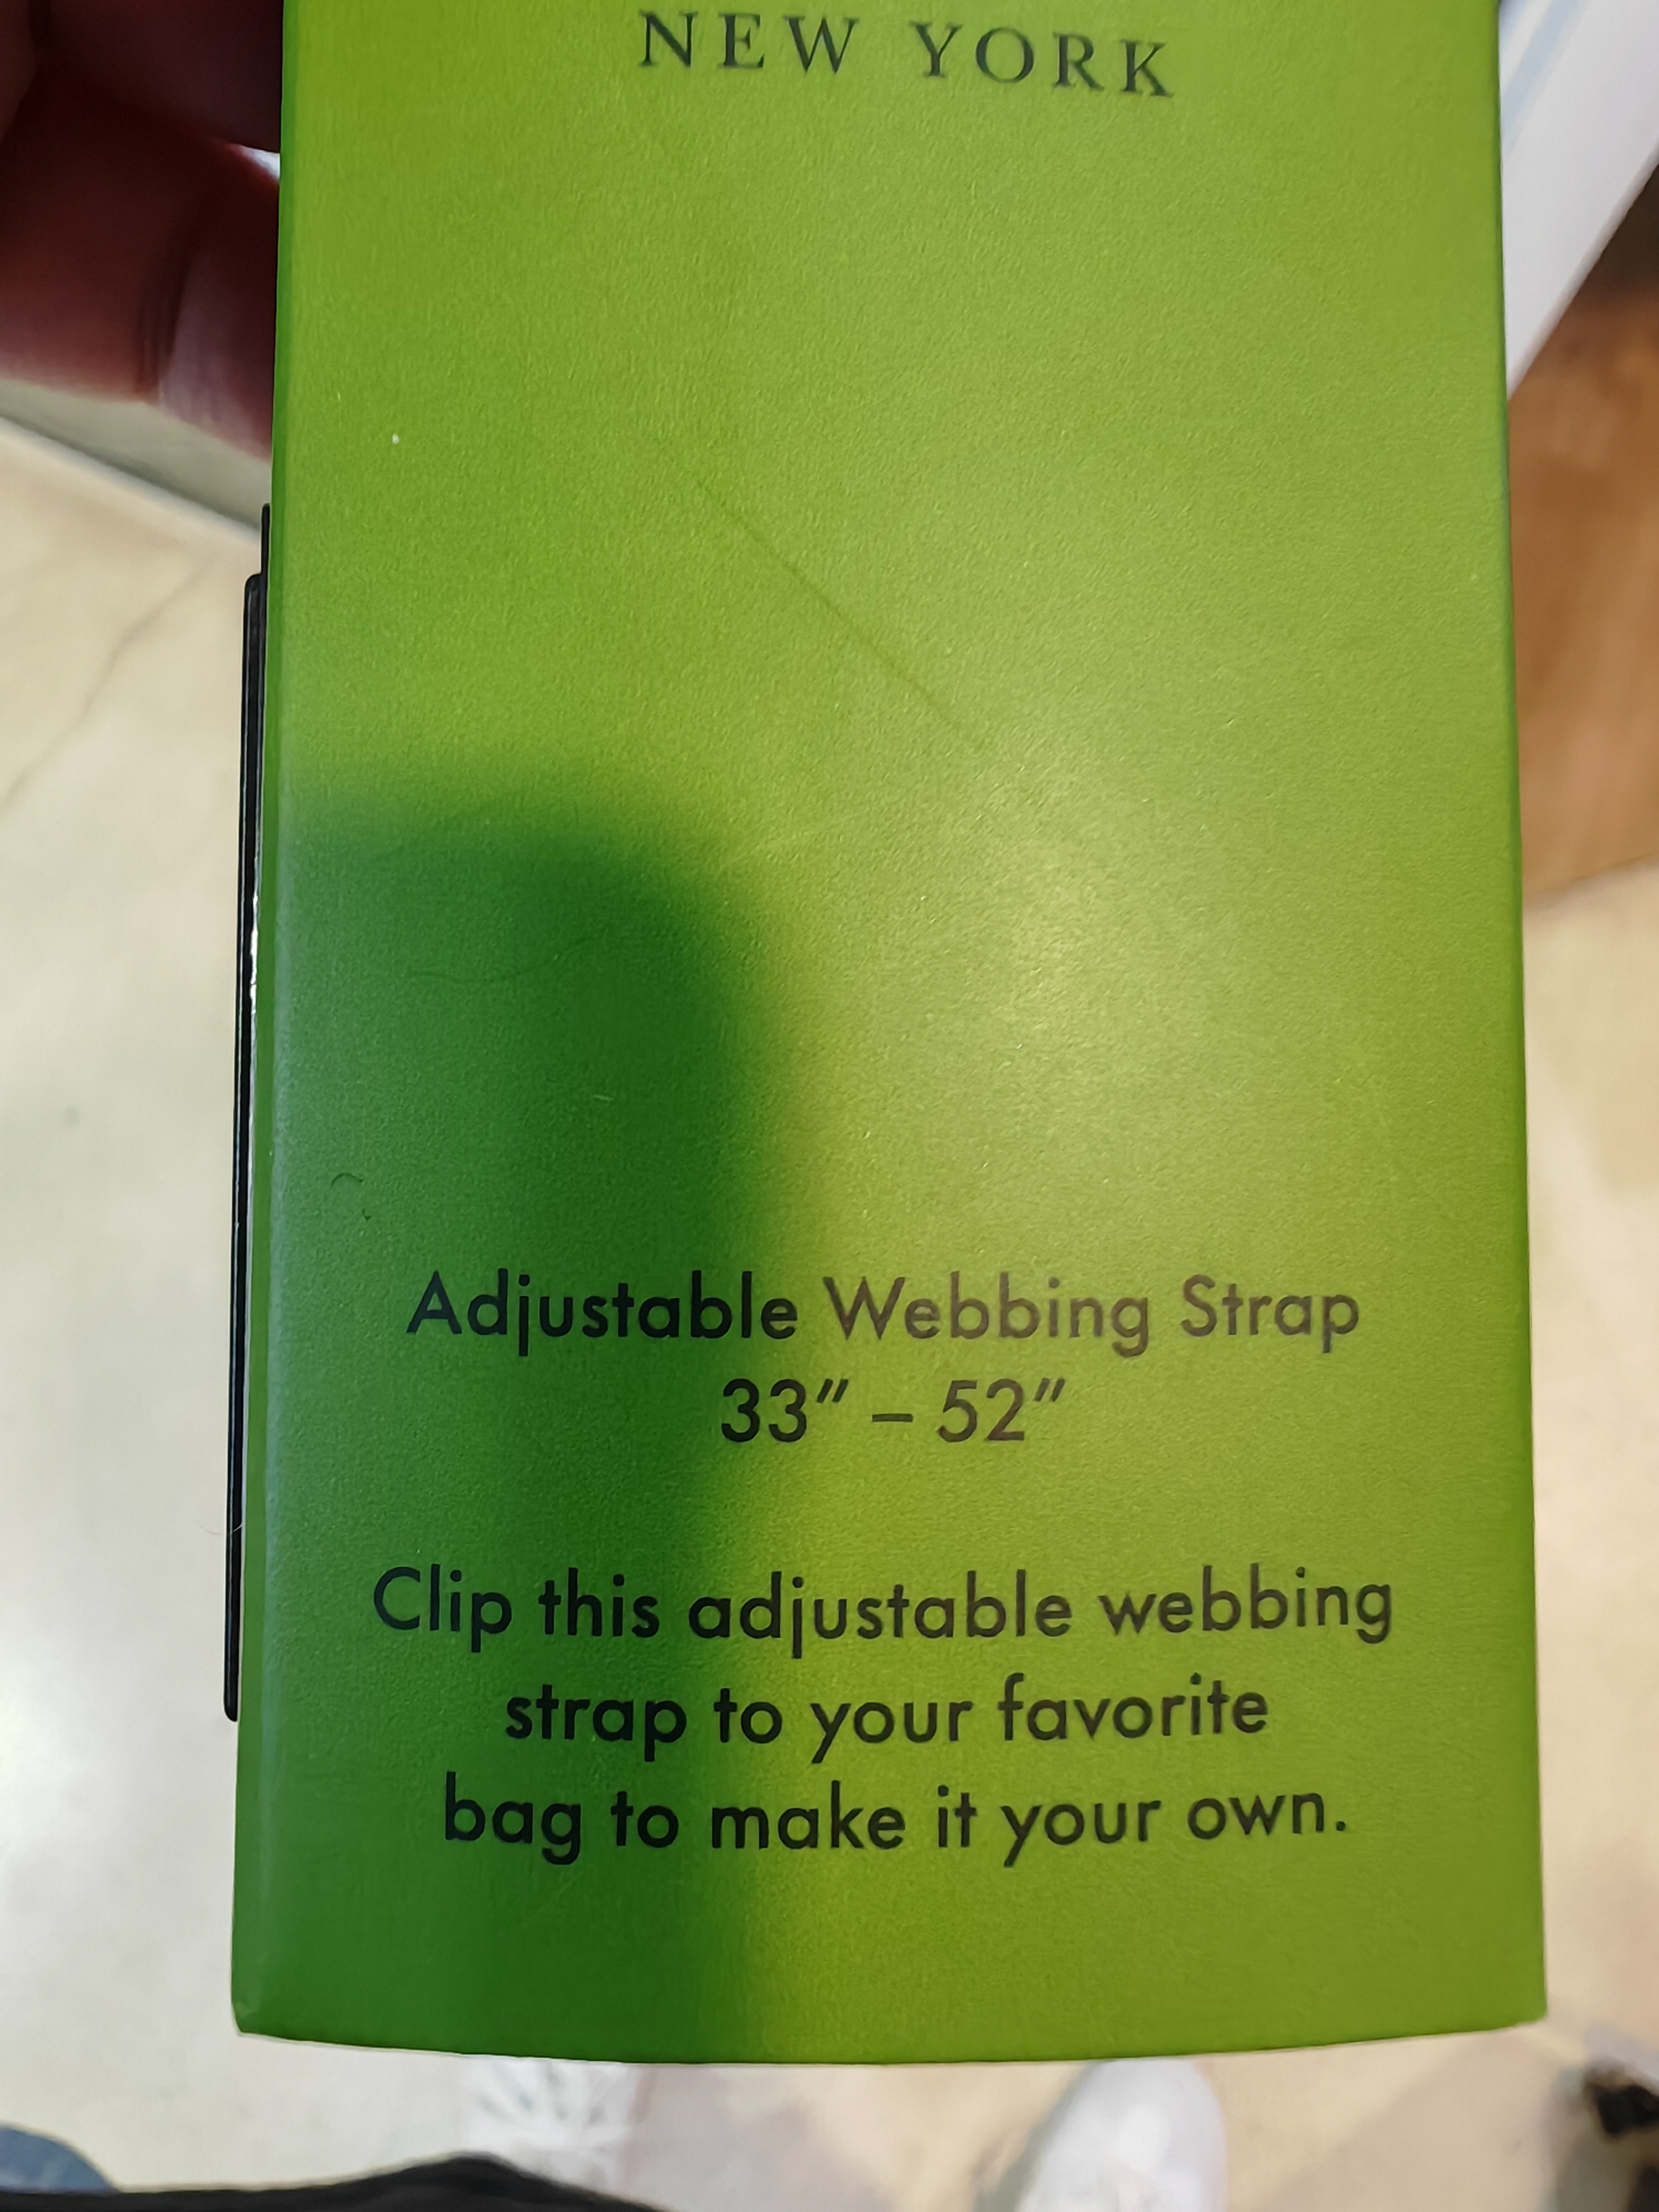 NEW YORK
Adjustable Webbing Strap
33" – 52"
Clip this adjustable webbing
strap to your favorite
bag to make it your own.